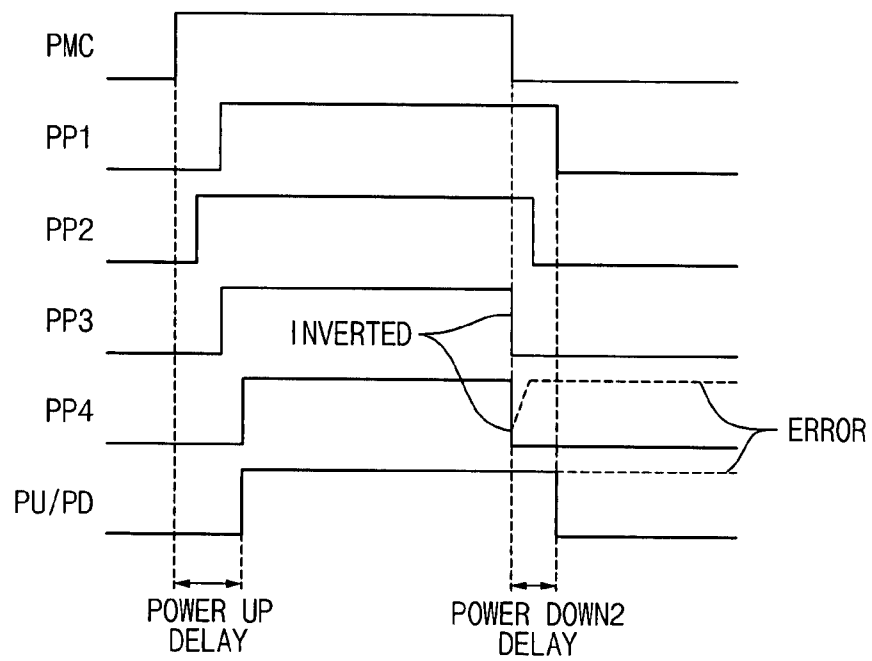 PMC
PP1
PP2
PP3
INVERTED
PP4
ERROR
PU/PD
POWER UP
DELAY
POWER DOWN2
DELAY